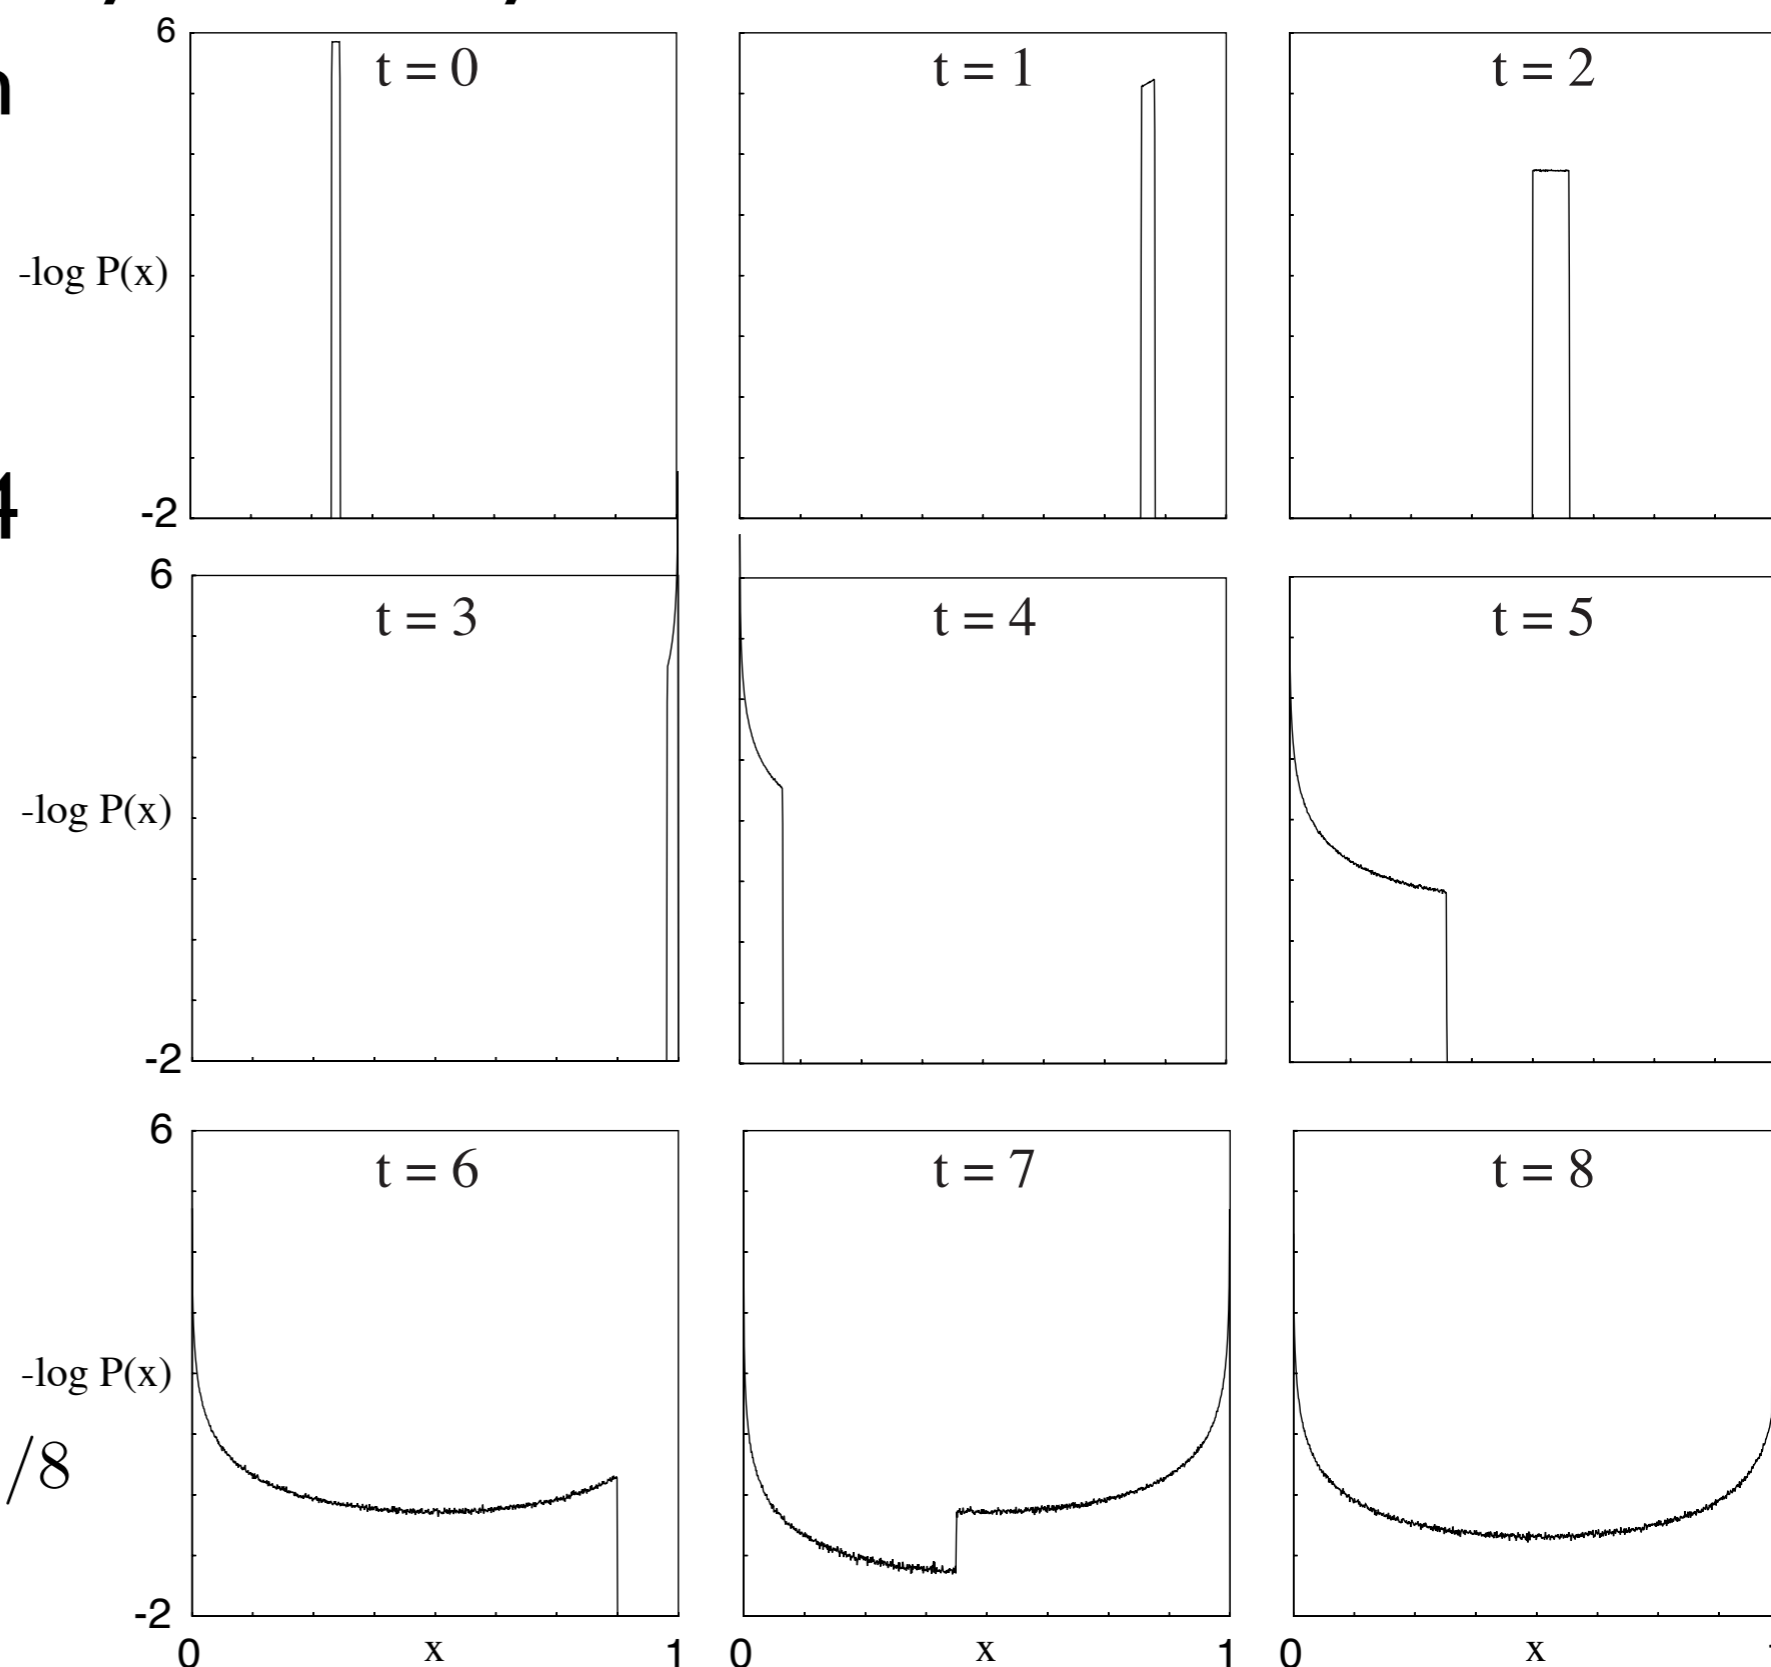 6
t = 0
t = 1
t = 2
-log P(x)
-2
6
t = 3
t = 4
t = 5
-log P(x)
-2
6
t = 6
t = 7
t = 8
-log P(x)
/8
-2
0 x 1
0 x 1
0 x
n
4